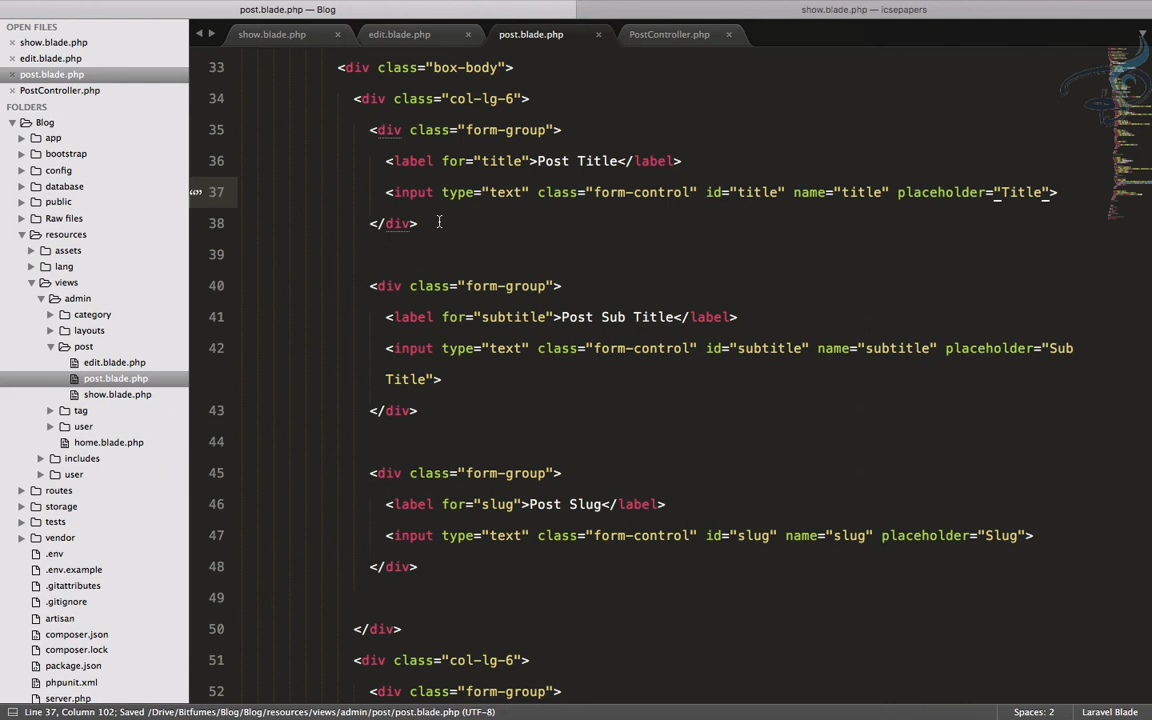 post.blade.php — Blog
show.blade.php — icsepapers
OPEN FILES
show.blade.php
edit.blade.php
post.blade.php
PostController.php
FOLDERS
Blog
app
bootstrap
config
database
public
Raw files
resources
assets
lang
views
admin
category
layouts
post
edit.blade.php
post.blade.php
show.blade.php
tag
user
home.blade.php
includes
user
routes
storage
tests
vendor
.env
.env.example
.gitattributes
.gitignore
artisan
composer.json
composer.lock
package.json
phpunit.xml
server.php
show.blade.php edit.blade.php post.blade.php PostController.php
33 <div class="box-body">
34 <div class="col-lg-6">
35 <div class="form-group">
36 <label for="title">Post Title</label>
37 <input type="text" class="form-control" id="title" name="title" placeholder="Title">
38 </div>
39
40 <div class="form-group">
41 <label for="subtitle">Post Sub Title</label>
42 <input type="text" class="form-control" id="subtitle" name="subtitle" placeholder="Sub
Title">
43 </div>
44
45 <div class="form-group">
46 <label for="slug">Post Slug</label>
47 <input type="text" class="form-control" id="slug" name="slug" placeholder="Slug">
48 </div>
49
50 </div>
51 <div class="col-lg-6">
52 <div class="form-group">
Line 37, Column 102; Saved /Drive/Bitfumes/Blog/Blog/resources/views/admin/post/post.blade.php (UTF-8)
Spaces: 2
Laravel Blade